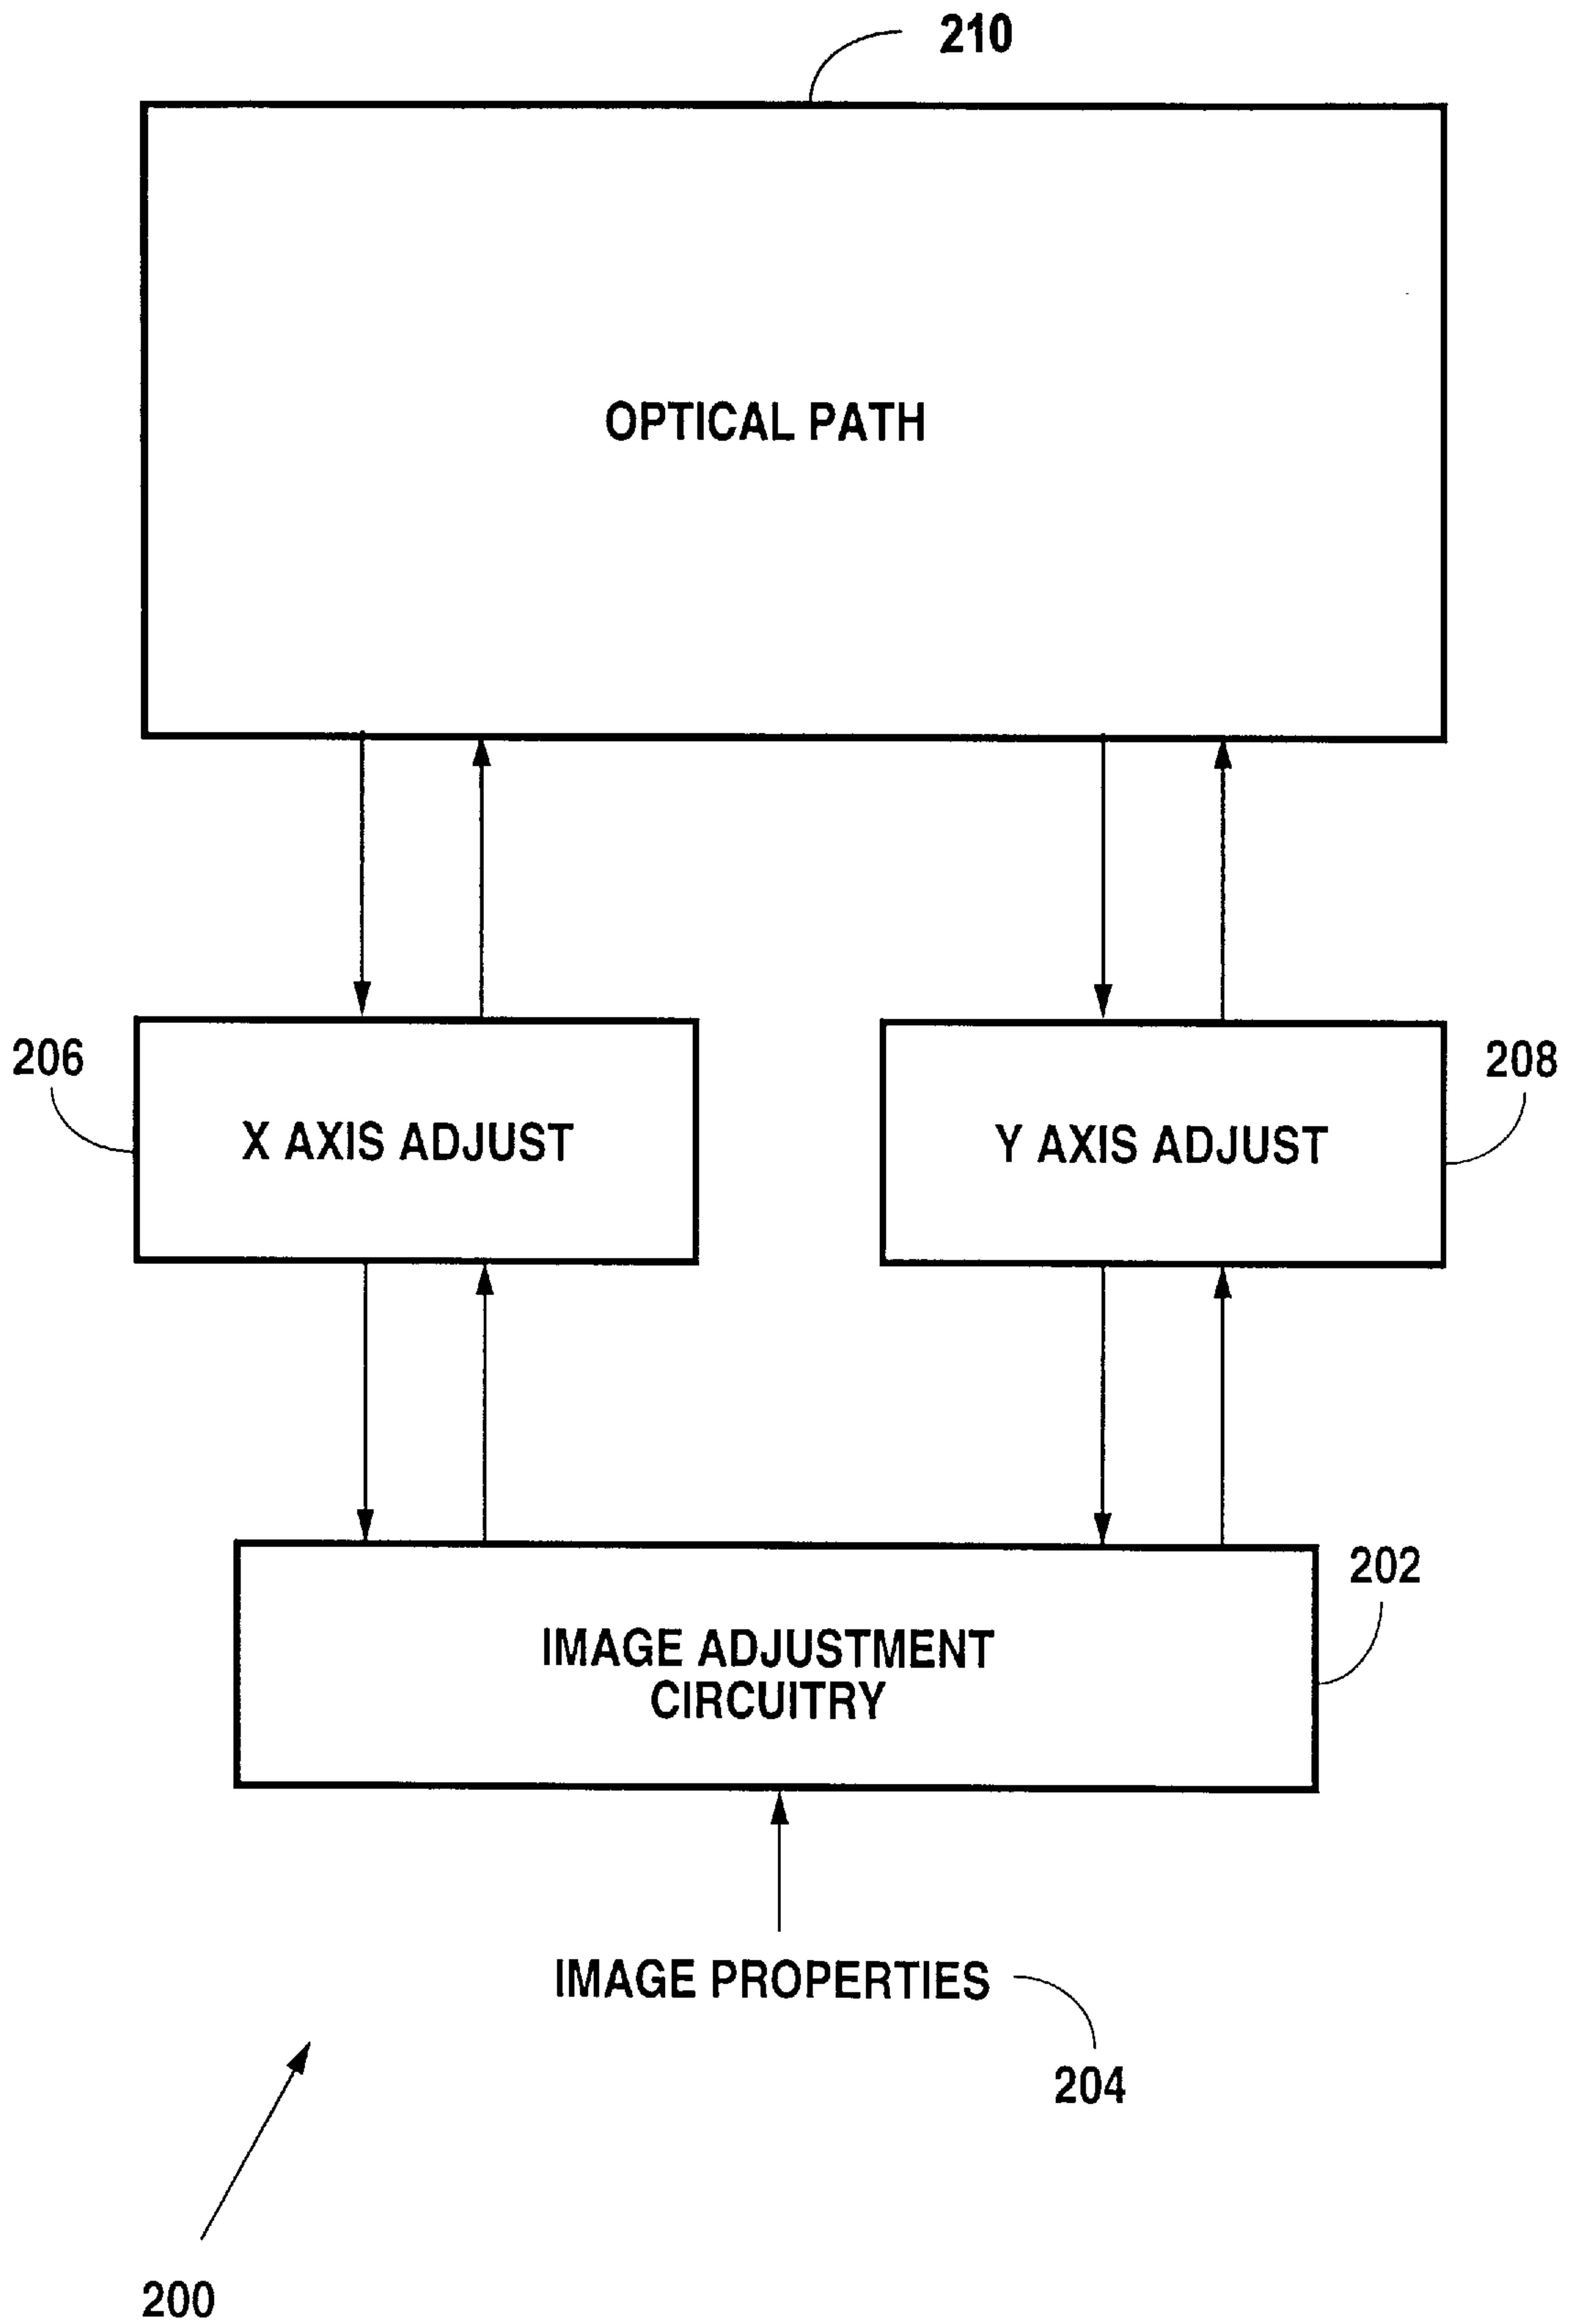 210
OPTICAL PATH
206
208
X AXIS ADJUST
Y AXIS ADJUST
202
IMAGE ADJUSTMENT
CIRCUITRY
IMAGE PROPERTIES
204
200